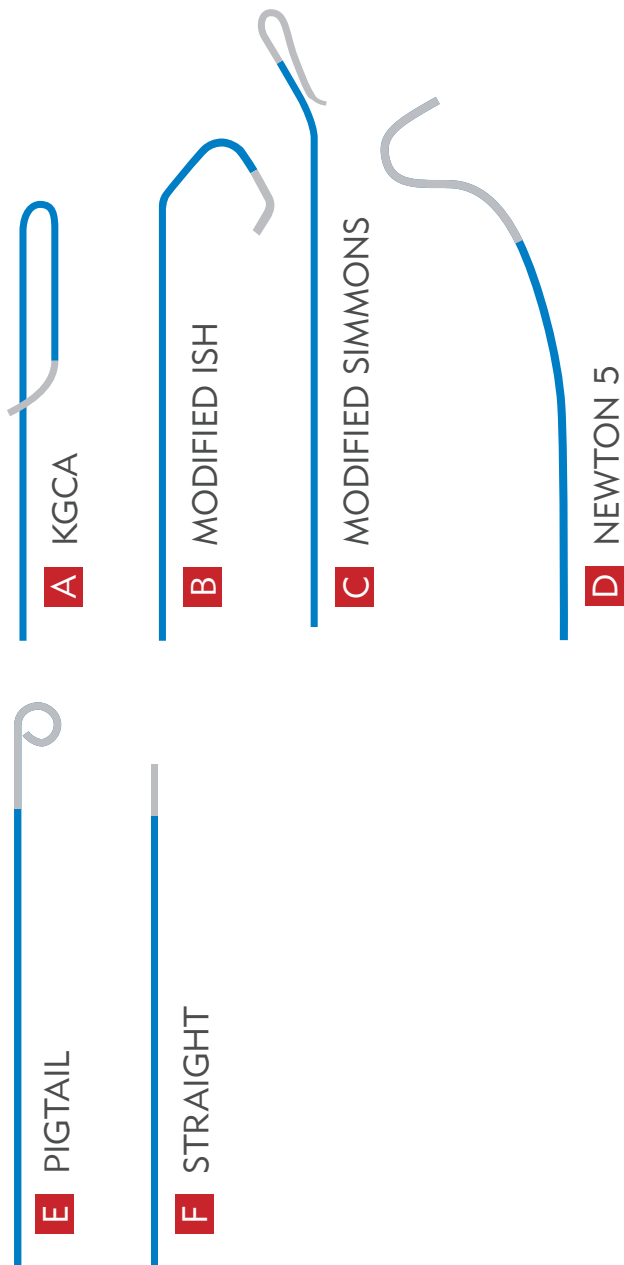 A KGCA
B MODIFIED ISH
C MODIFIED SIMMONS
D NEWTON 5
E PIGTAIL
F STRAIGHT